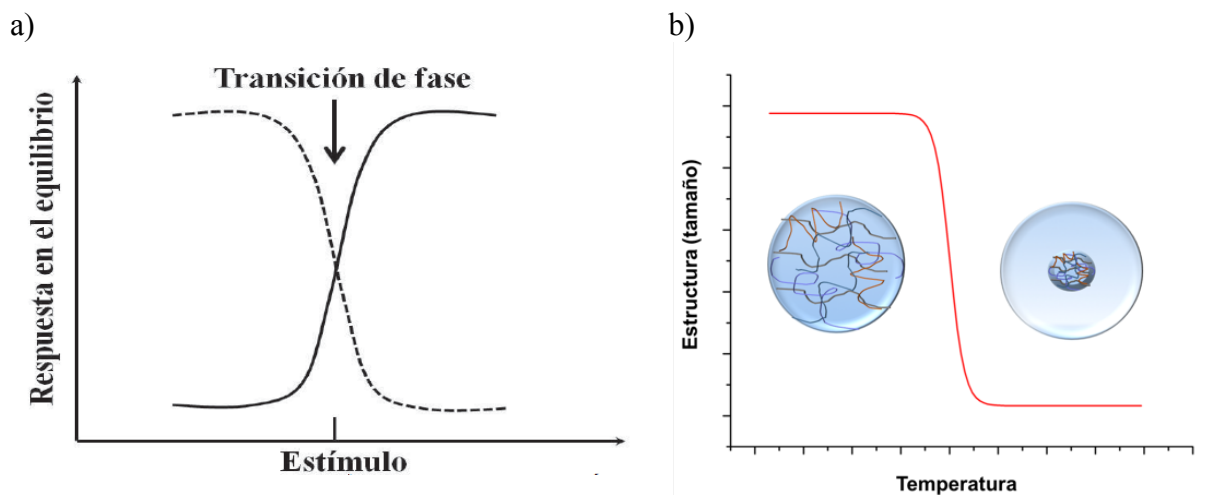 a)
Transición de fase
Respuesta en el equilibrio
Estímulo
b)
Estructura (tamaño)
Temperatura